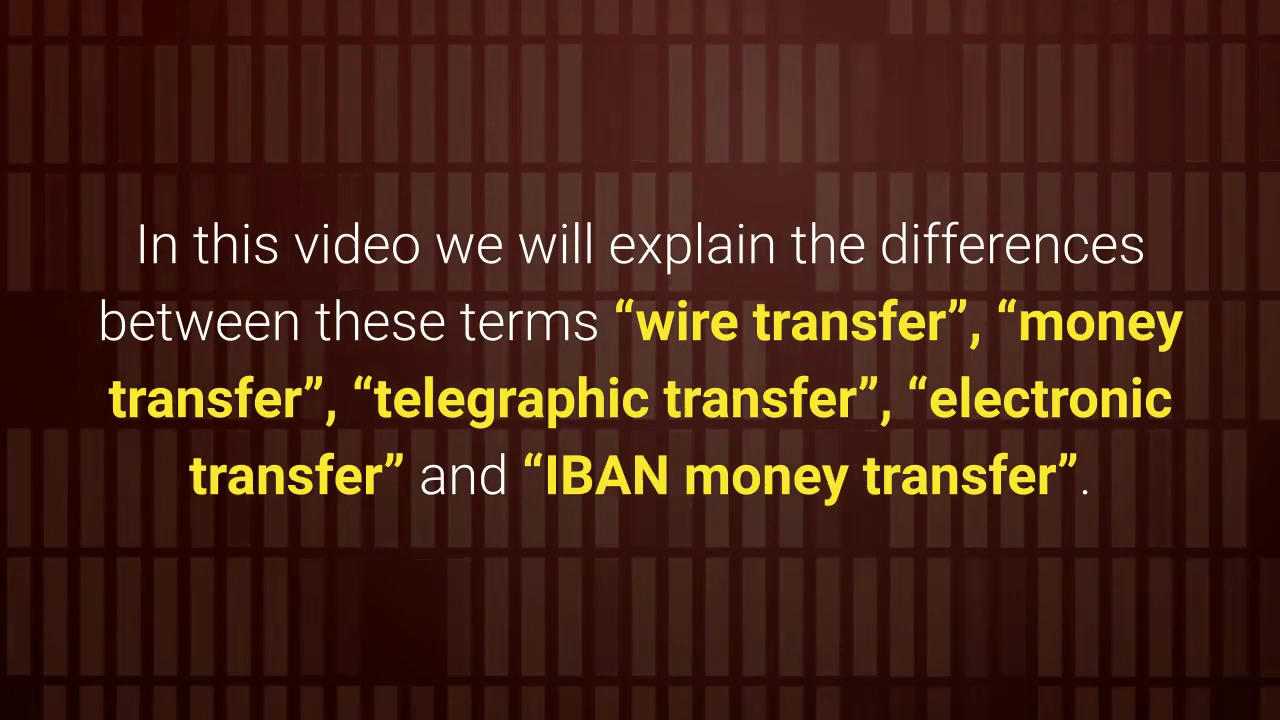 In this video we will explain the differences
between these terms “wire transfer”, “money
transfer”, “telegraphic transfer”, “electronic
transfer” and “IBAN money transfer”.